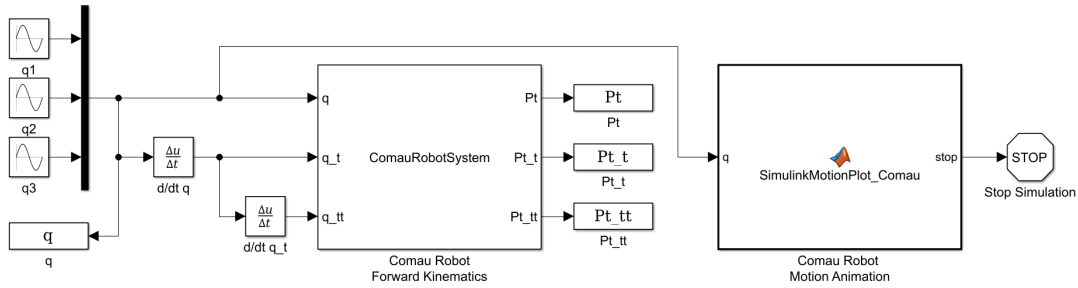 q1
q2
q3
q
q
Δu
Δt
d/dt q
Δu
Δt
d/dt q_t
q
q_t
q_tt
ComauRobotSystem
Pt
Pt_t
Pt_tt
Comau Robot
Forward Kinematics
Pt
Pt
Pt_t
Pt_t
Pt_tt
Pt_tt
q
SimulinkMotionPlot_Comau
stop
Comau Robot
Motion Animation
STOP
Stop Simulation